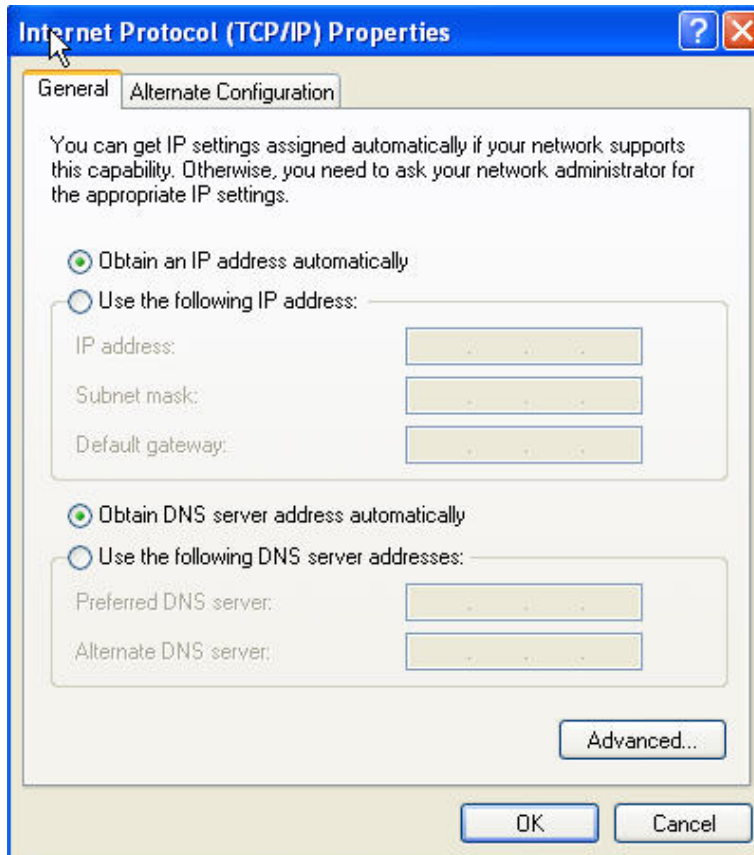 Internet Protocol (TCP/IP) Properties
General
Alternate Configuration
You can get IP settings assigned automatically if your network supports
this capability. Otherwise, you need to ask your network administrator for
the appropriate IP settings.
Obtain an IP address automatically
Use the following IP address:
IP address:
Subnet mask:
Default gateway:
Obtain DNS server address automatically
Use the following DNS server addresses:
Preferred DNS server:
Alternate DNS server:
Advanced...
OK
Cancel